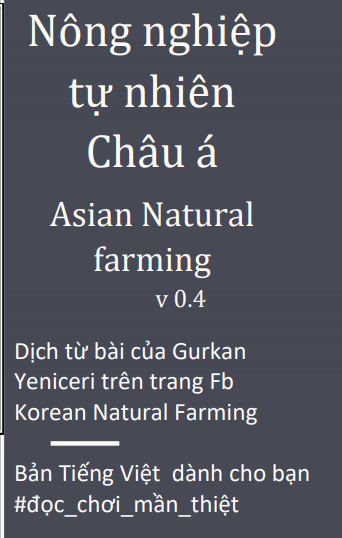 Nông nghiệp
tự nhiên
Châu á
Asian Natural
farming
v 0.4
Dịch từ bài của Gurkan
Yeniceri trên trang Fb
Korean Natural Farming
Bản Tiếng Việt dành cho bạn
#đọc_chơi_mần_thiệt